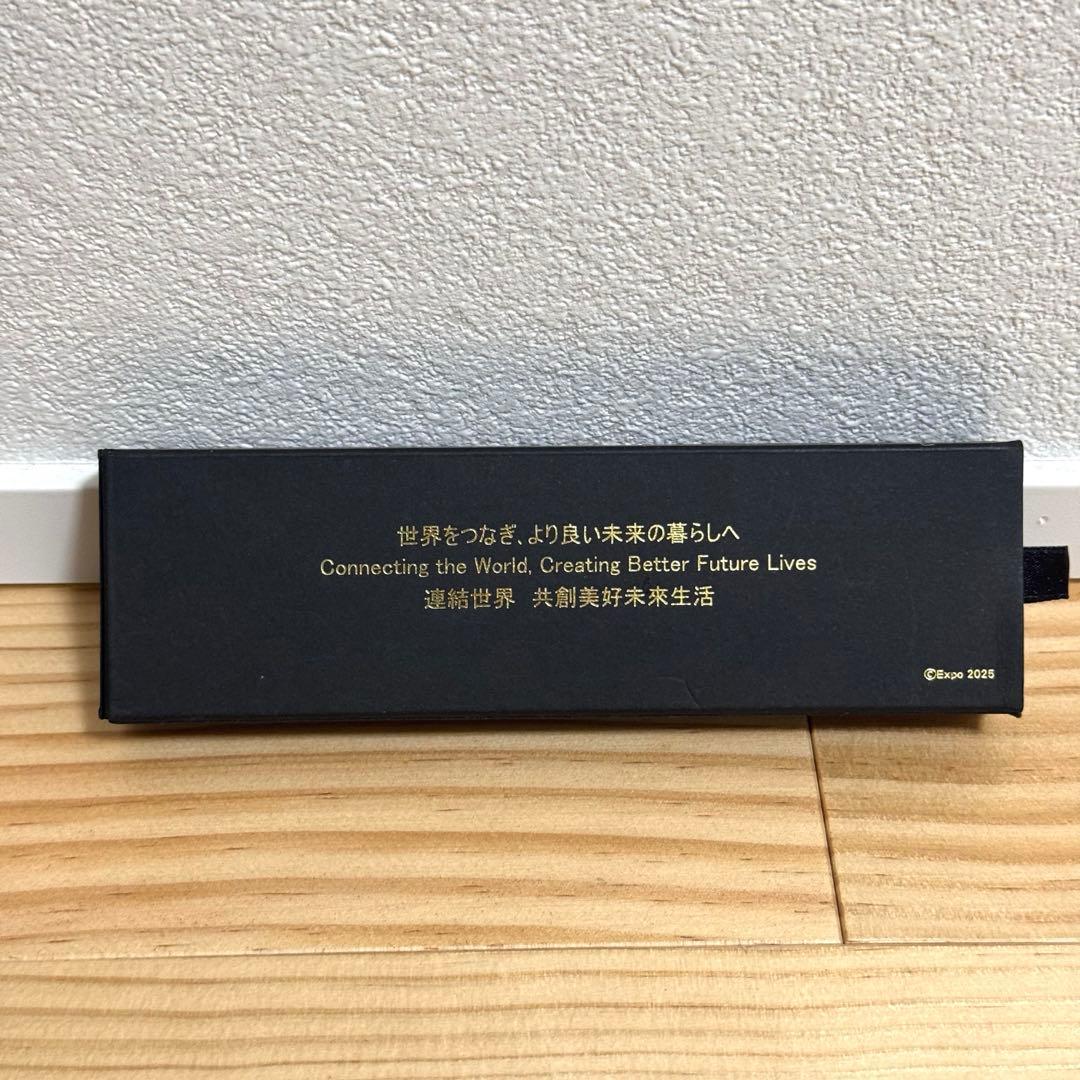 世界をつなぎ、より良い未来の暮らしへ
Connecting the World, Creating Better Future Lives
連結世界　共創美好未來生活
©Expo 2025